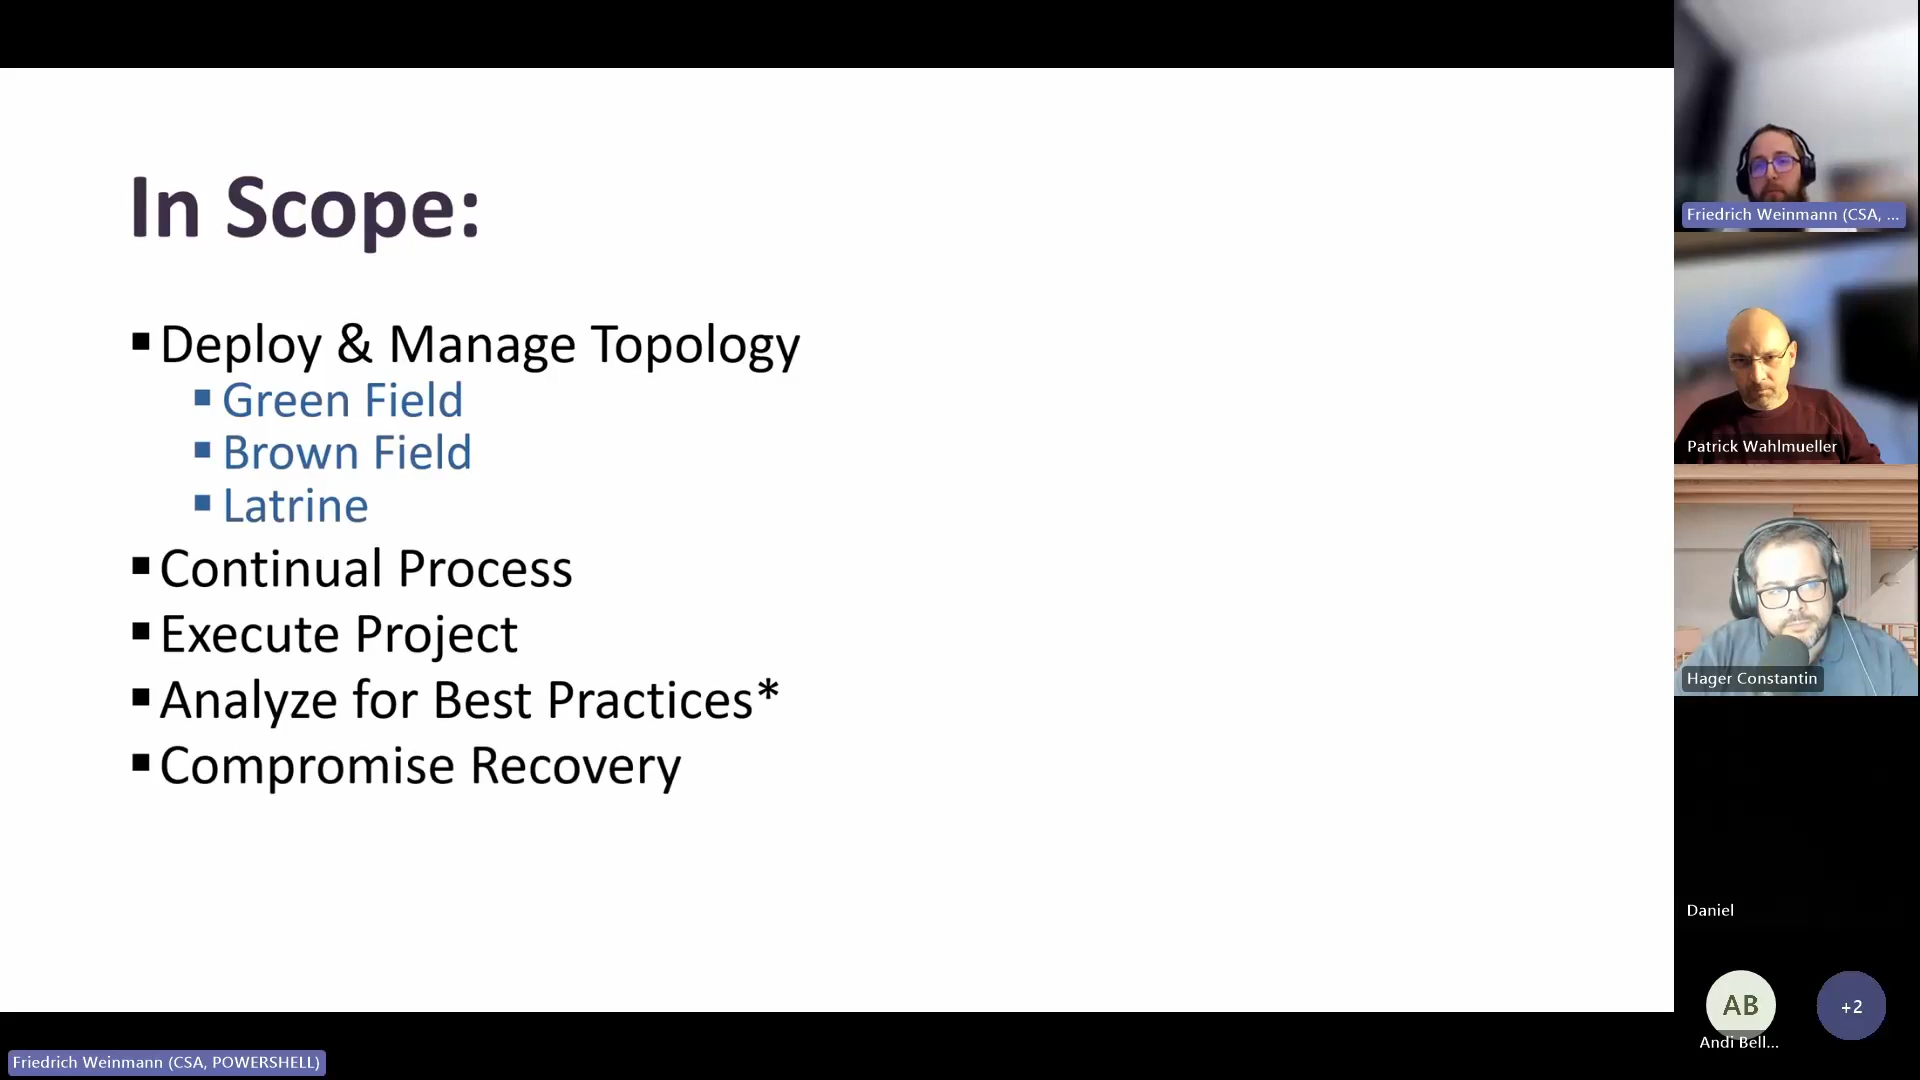 In Scope:
▪Deploy & Manage Topology
▪Green Field
▪Brown Field
▪Latrine
▪Continual Process
▪Execute Project
▪Analyze for Best Practices*
▪Compromise Recovery
Friedrich Weinmann (CSA, ...
Patrick Wahlmueller
Hager Constantin
Daniel
AB
+2
Andi Bell...
Friedrich Weinmann (CSA, POWERSHELL)